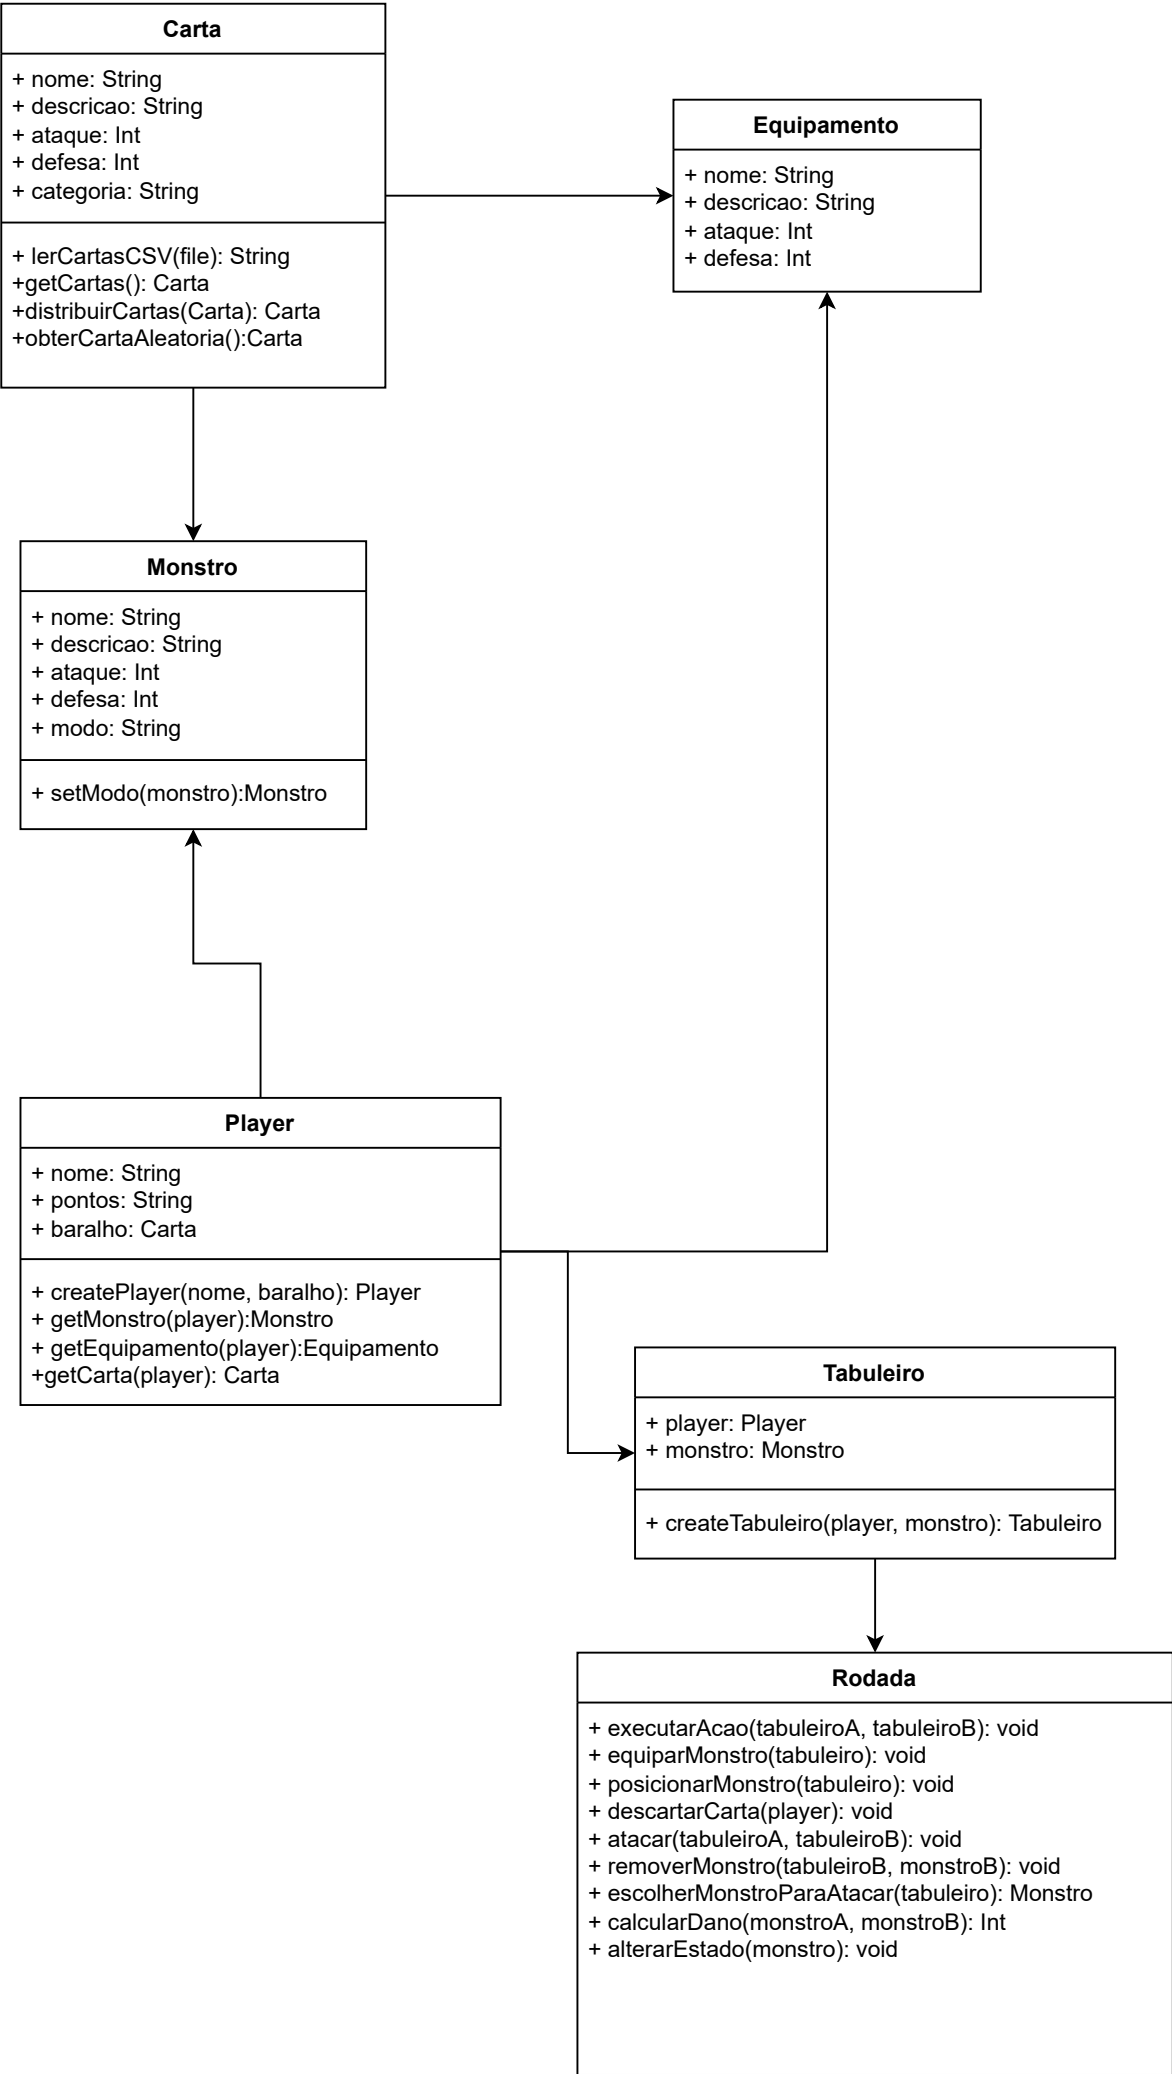 Carta
+ nome: String
+ descricao: String
+ ataque: Int
+ defesa: Int
+ categoria: String
+ lerCartasCSV(file): String
+getCartas(): Carta
+distribuirCartas(Carta): Carta
+obterCartaAleatoria():Carta
Equipamento
+ nome: String
+ descricao: String
+ ataque: Int
+ defesa: Int
Monstro
+ nome: String
+ descricao: String
+ ataque: Int
+ defesa: Int
+ modo: String
+ setModo(monstro):Monstro
Player
+ nome: String
+ pontos: String
+ baralho: Carta
+ createPlayer(nome, baralho): Player
+ getMonstro(player):Monstro
+ getEquipamento(player):Equipamento
+getCarta(player): Carta
Tabuleiro
+ player: Player
+ monstro: Monstro
+ createTabuleiro(player, monstro): Tabuleiro
Rodada
+ executarAcao(tabuleiroA, tabuleiroB): void
+ equiparMonstro(tabuleiro): void
+ posicionarMonstro(tabuleiro): void
+ descartarCarta(player): void
+ atacar(tabuleiroA, tabuleiroB): void
+ removerMonstro(tabuleiroB, monstroB): void
+ escolherMonstroParaAtacar(tabuleiro): Monstro
+ calcularDano(monstroA, monstroB): Int
+ alterarEstado(monstro): void